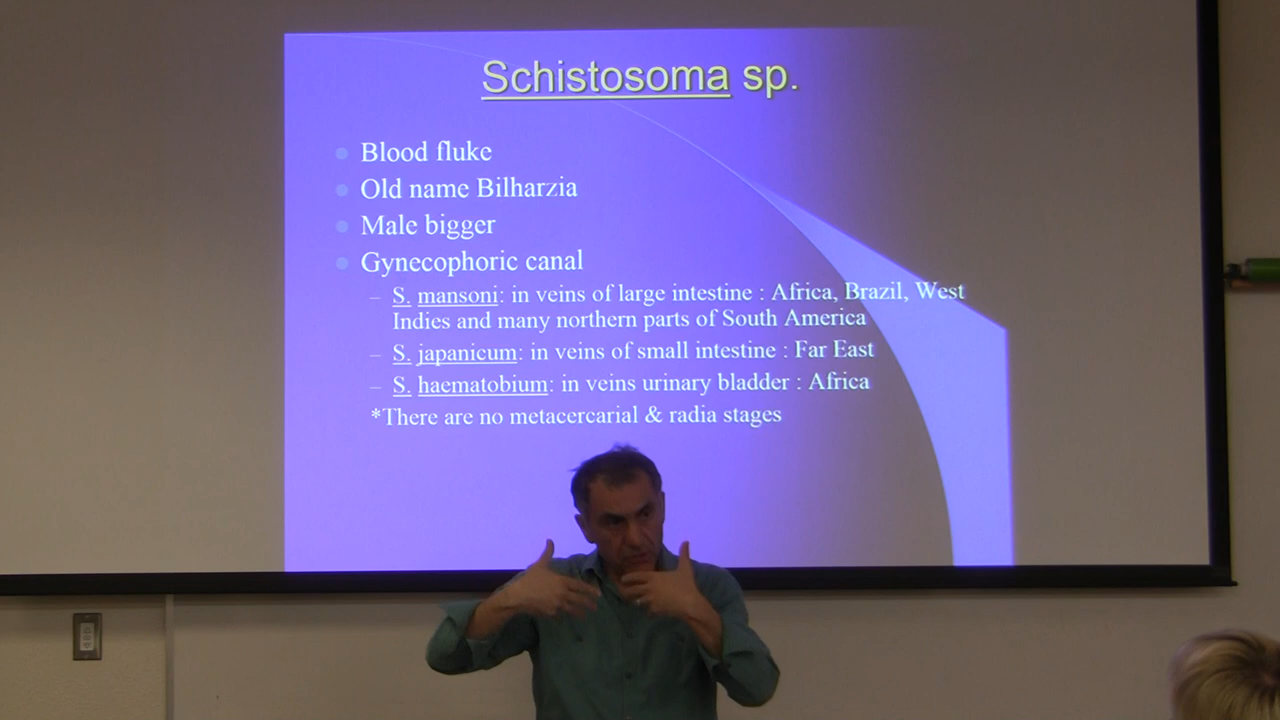 Schistosoma sp.
Blood fluke
Old name Bilharzia
Male bigger
Gynecophoric canal
– S. mansoni: in veins of large intestine : Africa, Brazil, West
Indies and many northern parts of South America
– S. japanicum: in veins of small intestine : Far East
– S. haematobium: in veins urinary bladder : Africa
*There are no metacercarial & radia stages